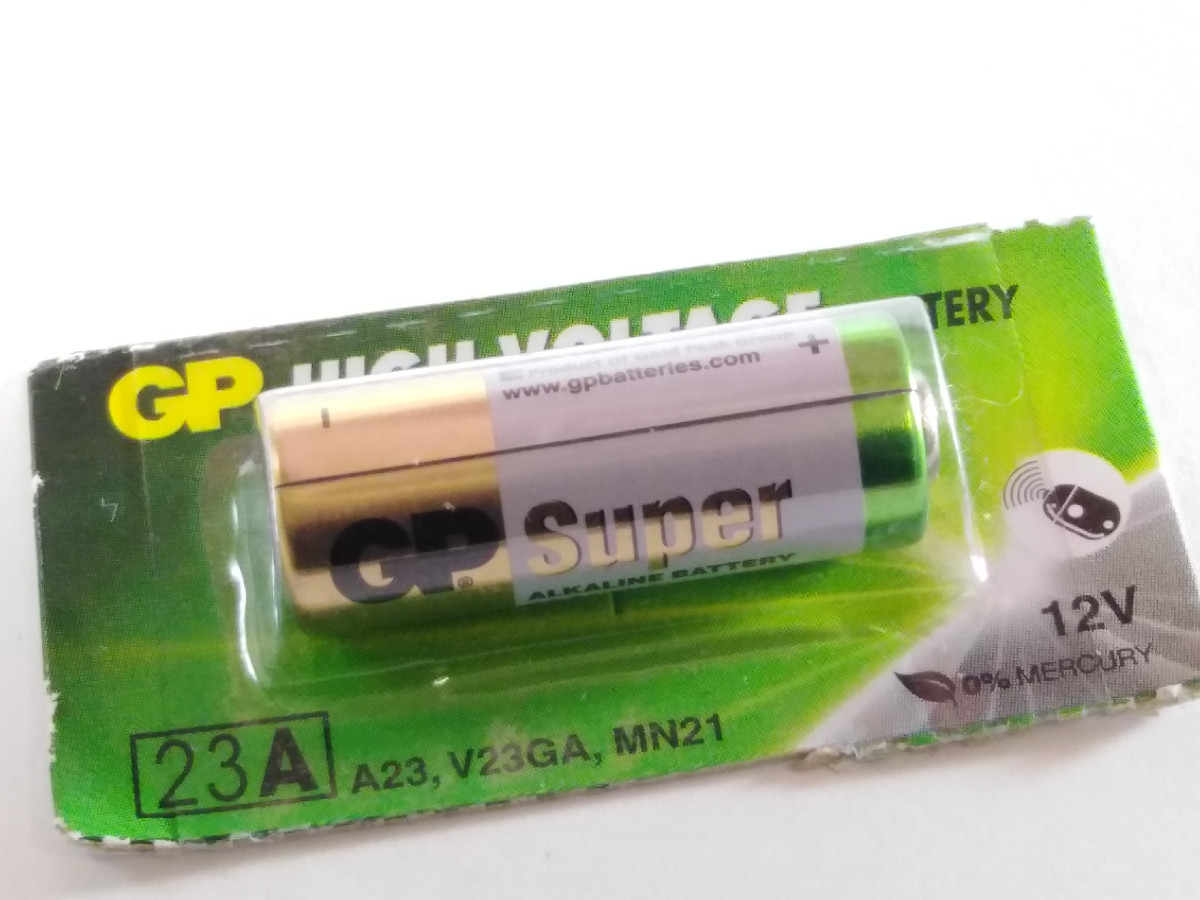 GP HIGH VOLTAGE
Product of Gold Peak Group
www.gpbatteries.com
+
-
GP® Super
ALKALINE BATTERY
12V
0% MERCURY
23A A23, V23GA, MN21